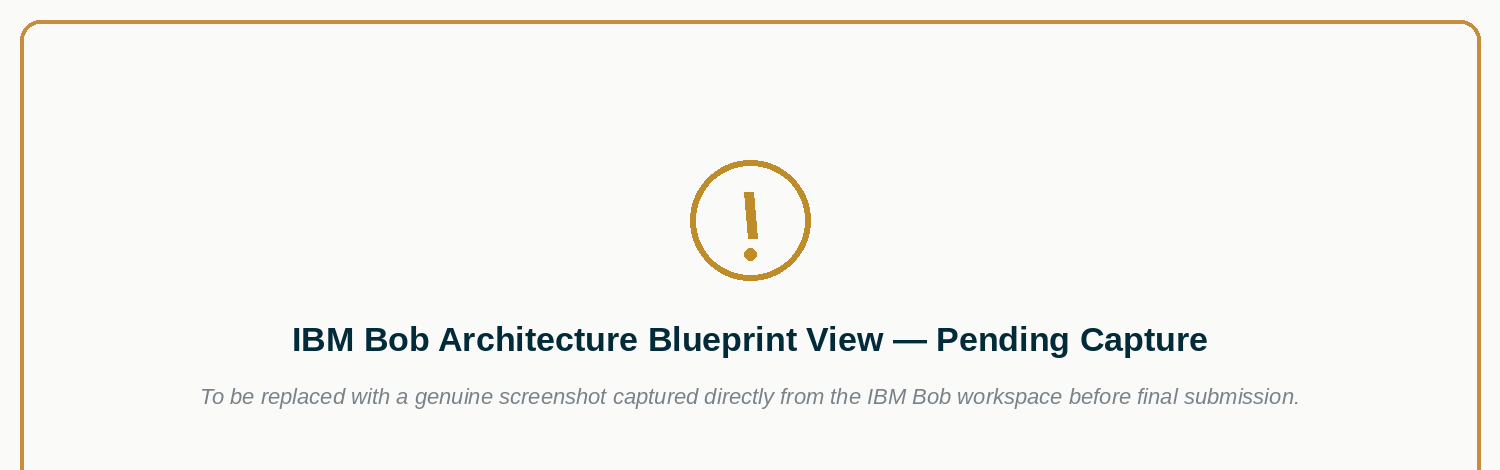 IBM Bob Architecture Blueprint View — Pending Capture
To be replaced with a genuine screenshot captured directly from the IBM Bob workspace before final submission.